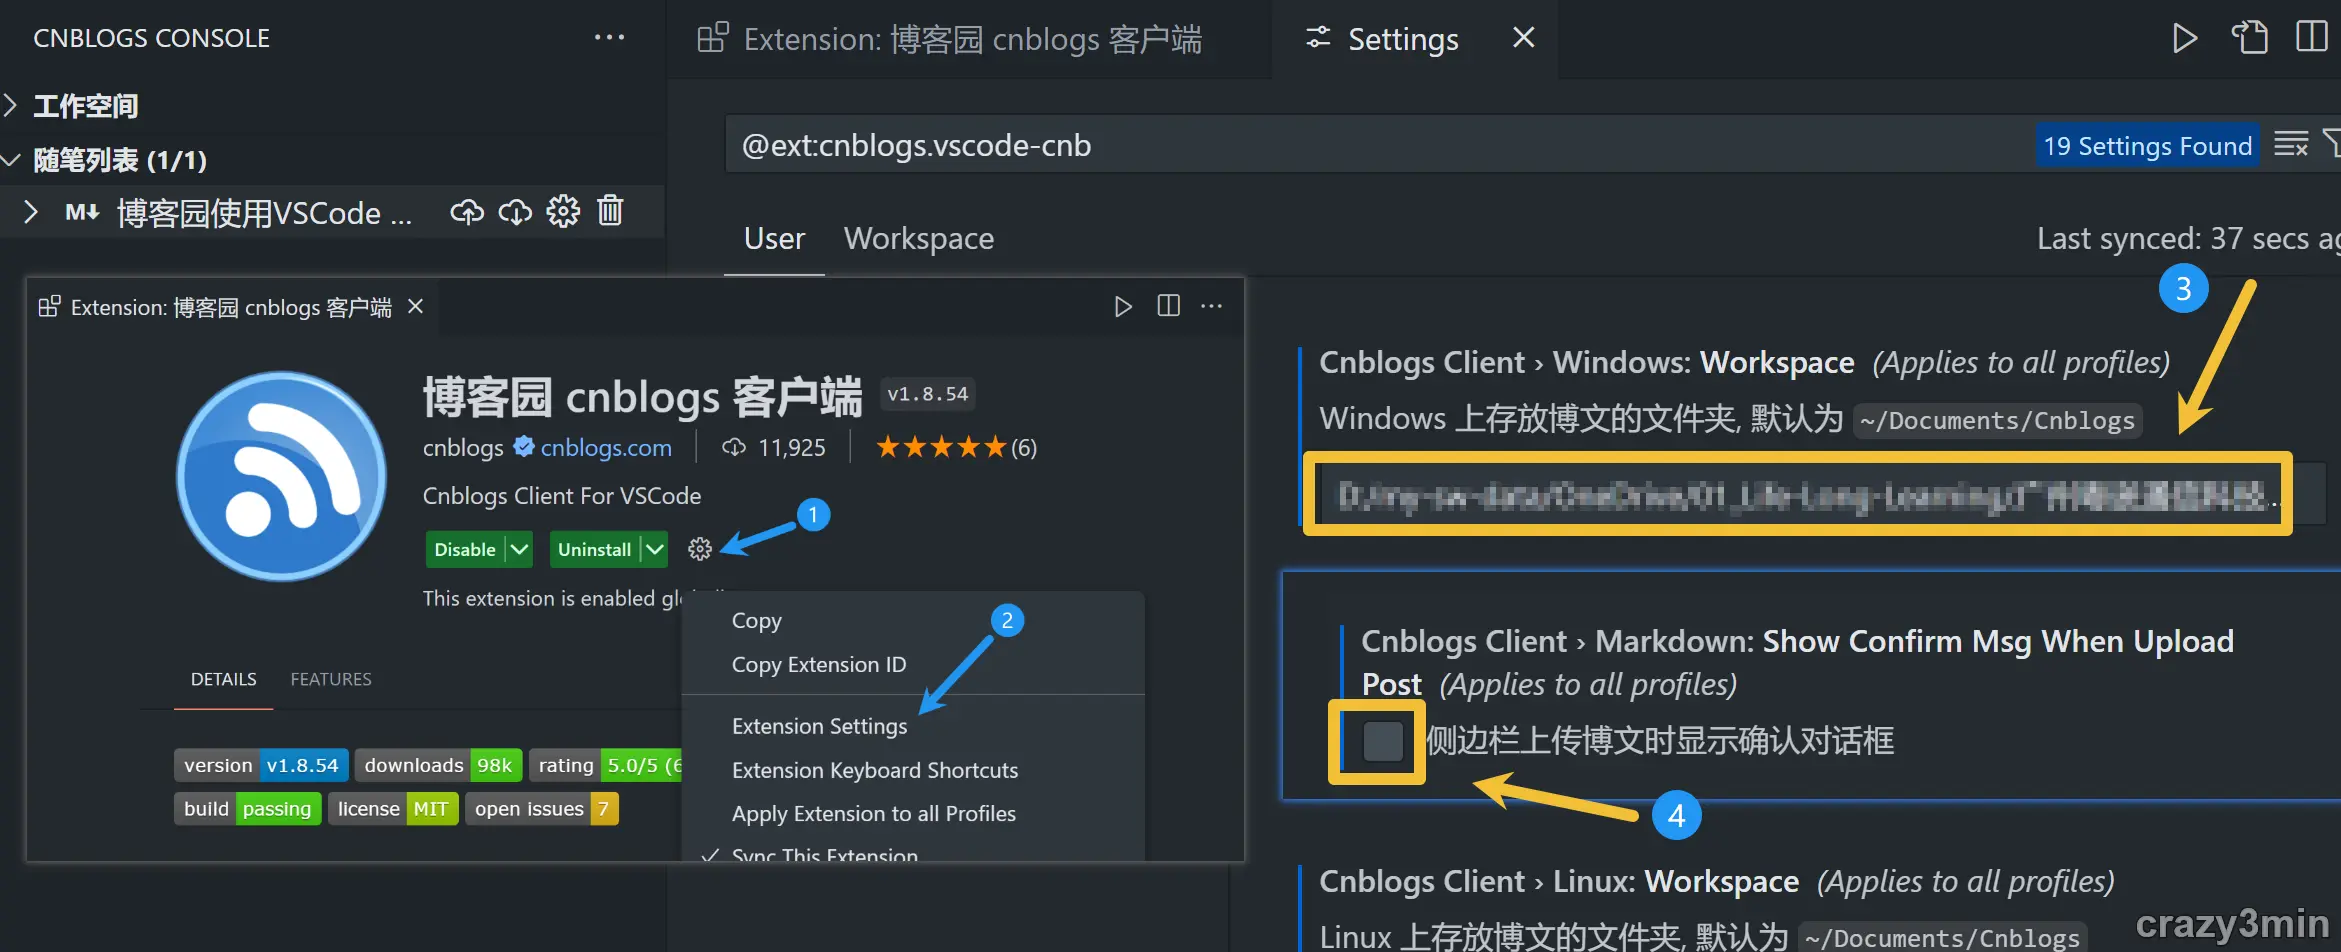 CNBLOGS CONSOLE
工作空间
随笔列表 (1/1)
M↓ 博客园使用VSCode ...
Extension: 博客园 cnblogs 客户端
Settings
@ext:cnblogs.vscode-cnb
19 Settings Found
User Workspace
Last synced: 37 secs ag
Extension: 博客园 cnblogs 客户端
博客园 cnblogs 客户端 v1.8.54
cnblogs cnblogs.com 11,925 ★★★★★(6)
Cnblogs Client For VSCode
Disable Uninstall
1
This extension is enabled
DETAILS FEATURES
version v1.8.54 downloads 98k rating 5.0/5
build passing license MIT open issues 7
Copy
2
Copy Extension ID
Extension Settings
Extension Keyboard Shortcuts
Apply Extension to all Profiles
✓ Sync This Extension
3
Cnblogs Client › Windows: Workspace (Applies to all profiles)
Windows 上存放博文的文件夹, 默认为 ~/Documents/Cnblogs
Cnblogs Client › Markdown: Show Confirm Msg When Upload
Post (Applies to all profiles)
侧边栏上传博文时显示确认对话框
4
Cnblogs Client › Linux: Workspace (Applies to all profiles)
Linux 上存放博文的文件夹, 默认为 ~/Documents/Cnblogs
crazy3min